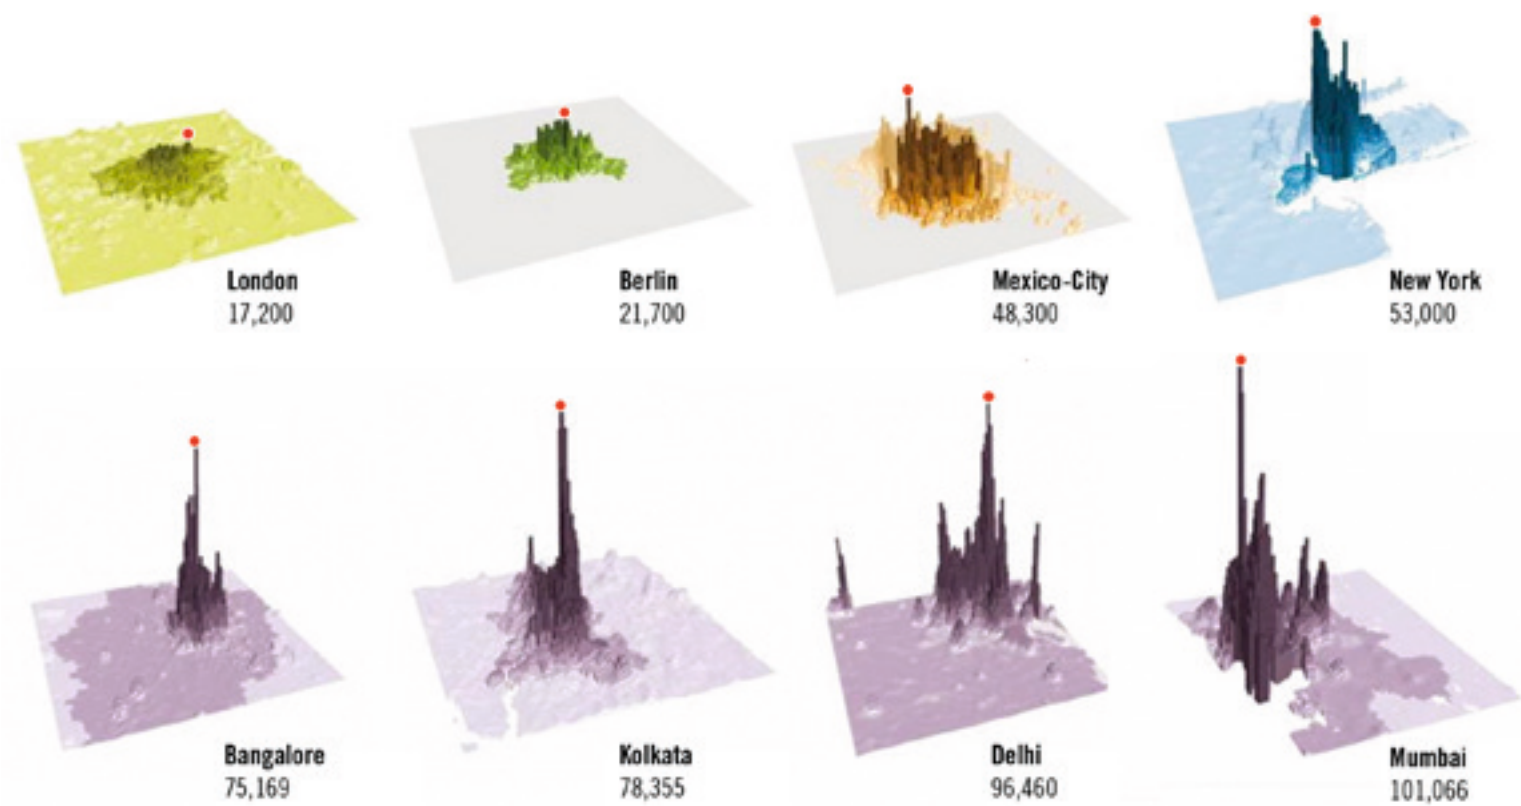 London
17,200
Berlin
21,700
Mexico-City
48,300
New York
53,000
Bangalore
75,169
Kolkata
78,355
Delhi
96,460
Mumbai
101,066